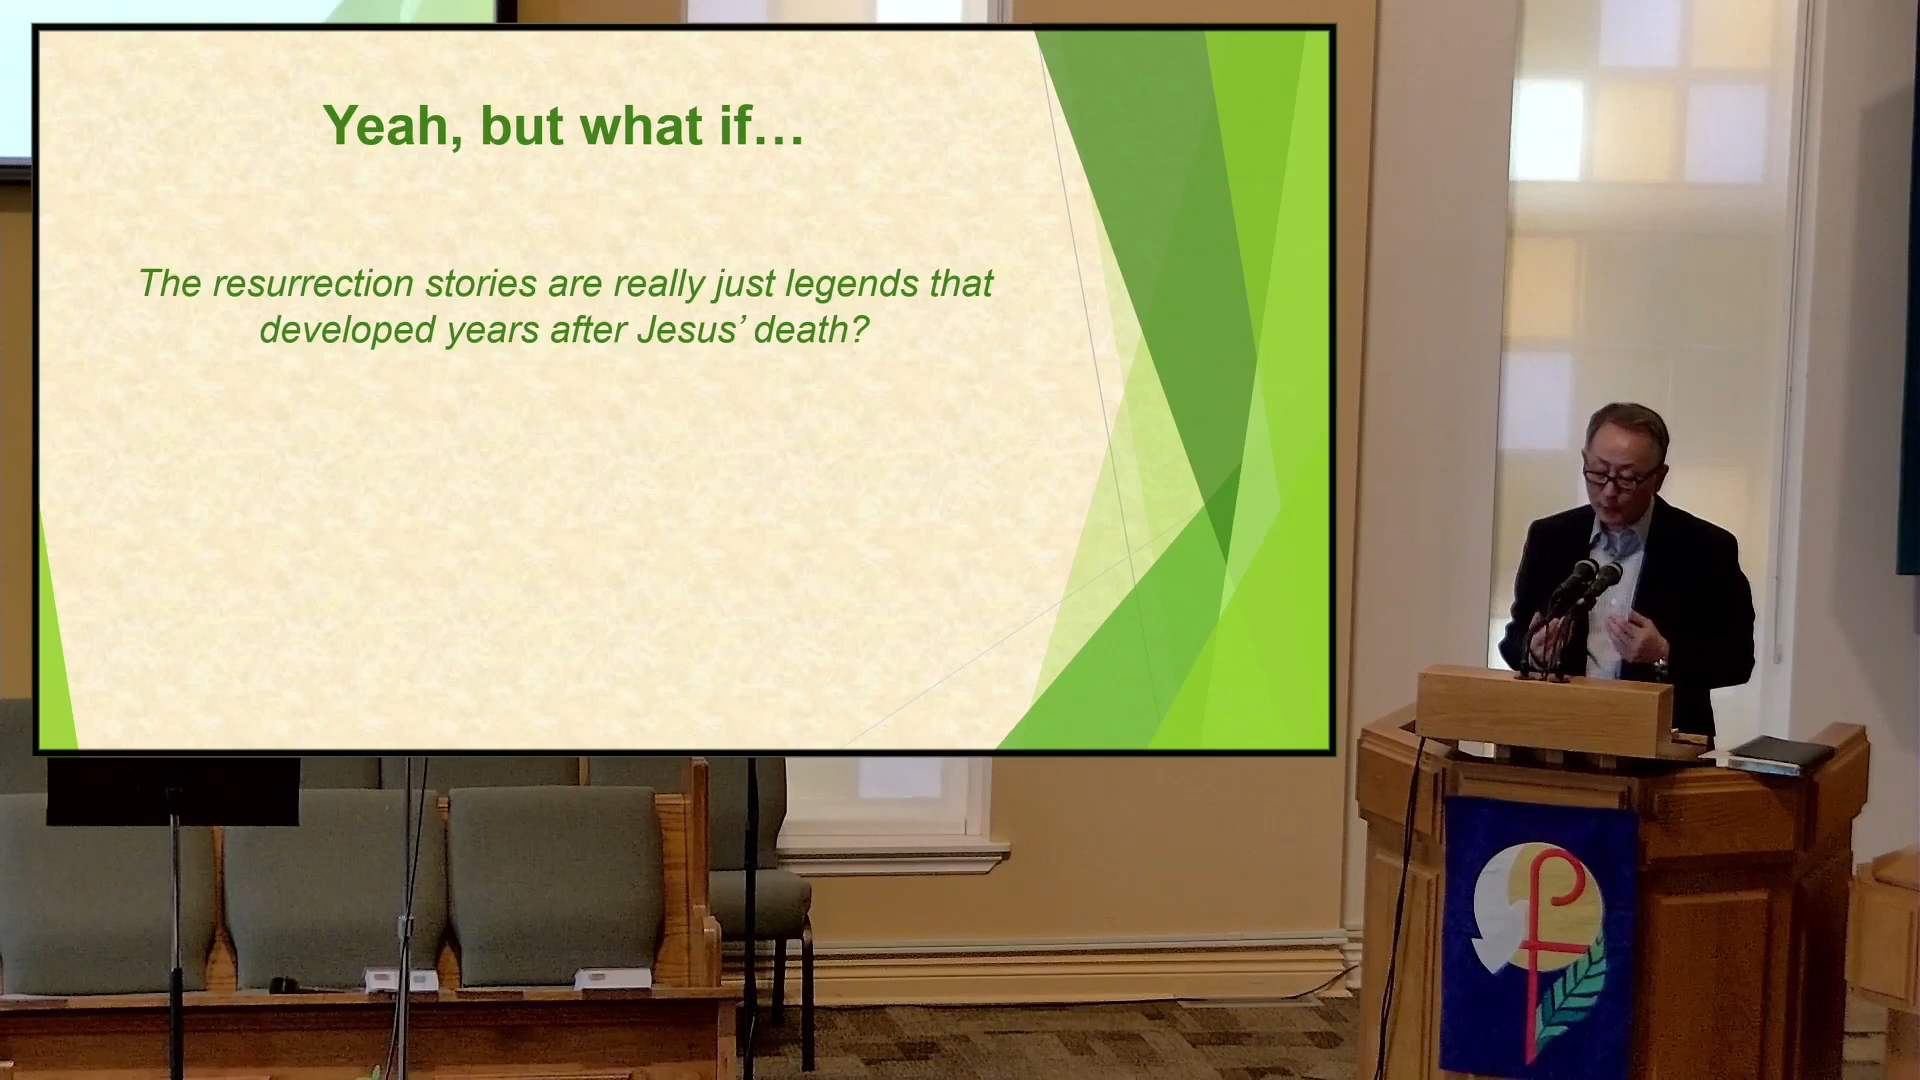 Yeah, but what if…
The resurrection stories are really just legends that
developed years after Jesus’ death?